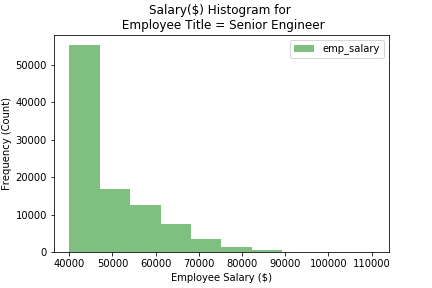 Salary($) Histogram for
Employee Title = Senior Engineer
emp_salary
Frequency (Count)
50000
40000
30000
20000
10000
0
40000 50000 60000 70000 80000 90000 100000 110000
Employee Salary ($)